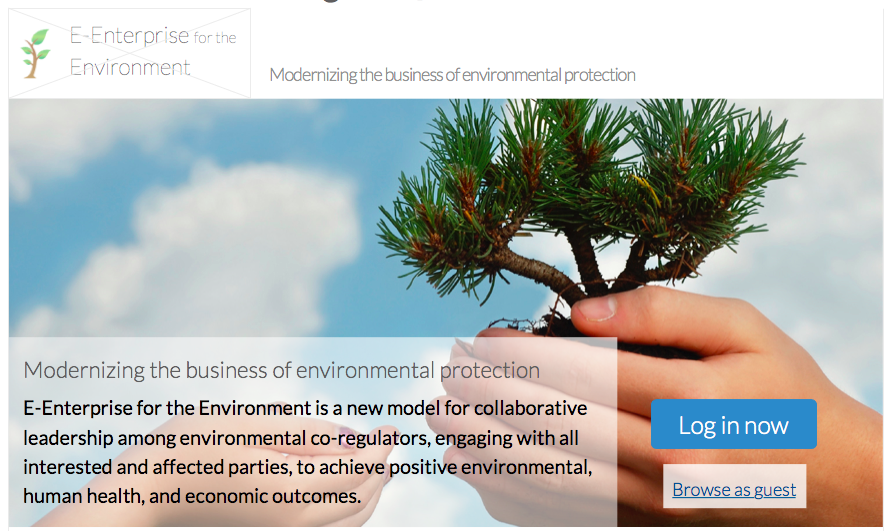 E-Enterprise for the
Environment
Modernizing the business of environmental protection
Modernizing the business of environmental protection
E-Enterprise for the Environment is a new model for collaborative
leadership among environmental co-regulators, engaging with all
interested and affected parties, to achieve positive environmental,
human health, and economic outcomes.
Log in now
Browse as guest